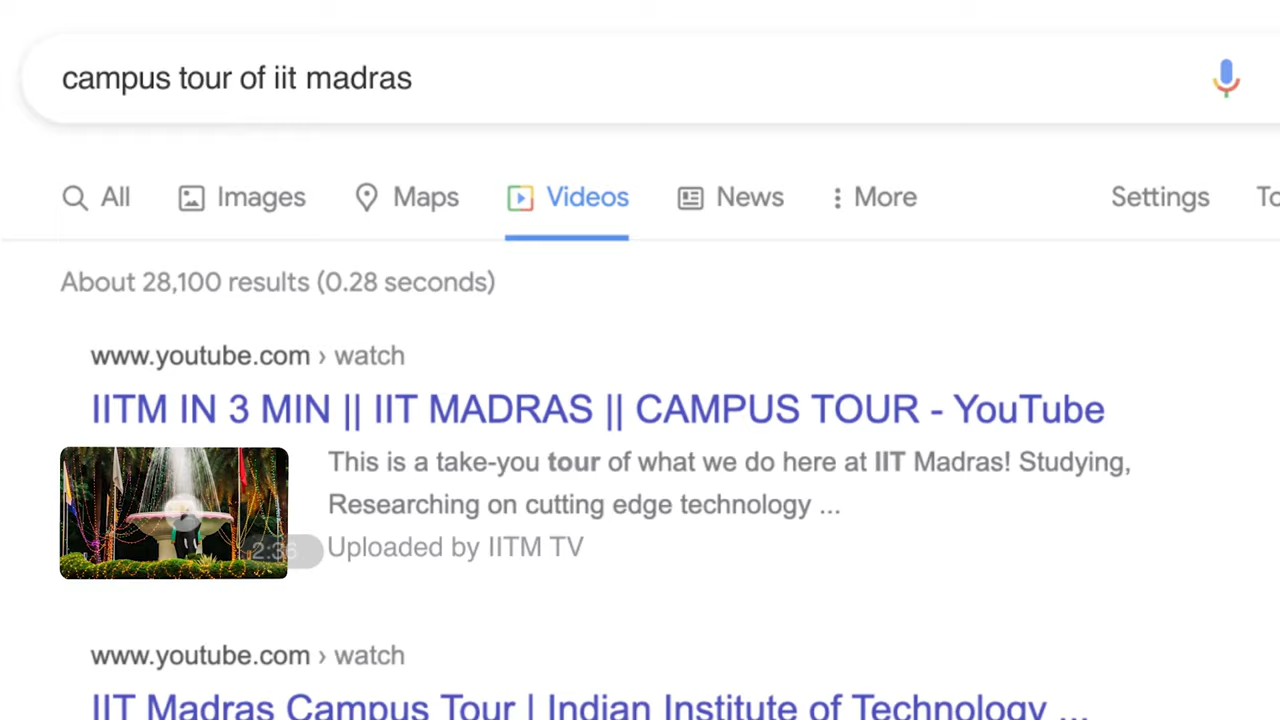 campus tour of iit madras
All Images Maps Videos News More Settings
About 28,100 results (0.28 seconds)
www.youtube.com › watch
IITM IN 3 MIN || IIT MADRAS || CAMPUS TOUR - YouTube
This is a take-you tour of what we do here at IIT Madras! Studying,
Researching on cutting edge technology ...
2:36
Uploaded by IITM TV
www.youtube.com › watch
IIT Madras Campus Tour | Indian Institute of Technology ...